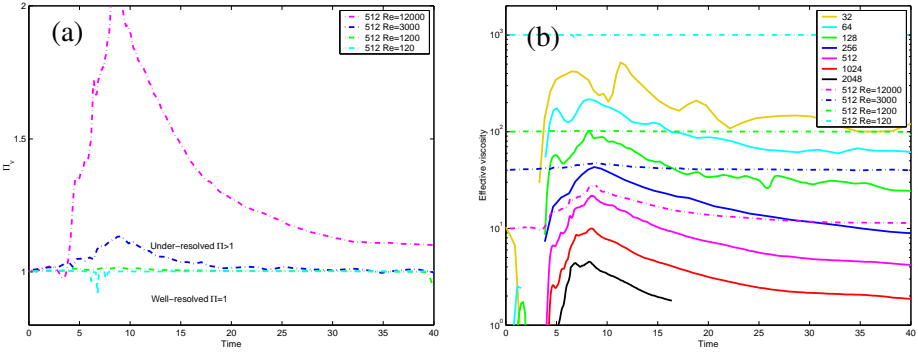 (a)
512 Re=12000
512 Re=3000
512 Re=1200
512 Re=120
2
1.5
1
Πν
Under−resolved Π>1
Well−resolved Π=1
0
5
10
15
20
25
30
35
40
Time
(b)
32
64
128
256
512
1024
2048
512 Re=12000
512 Re=3000
512 Re=1200
512 Re=120
10³
10²
10¹
10⁰
Effective viscosity
0
5
10
15
20
25
30
35
40
Time